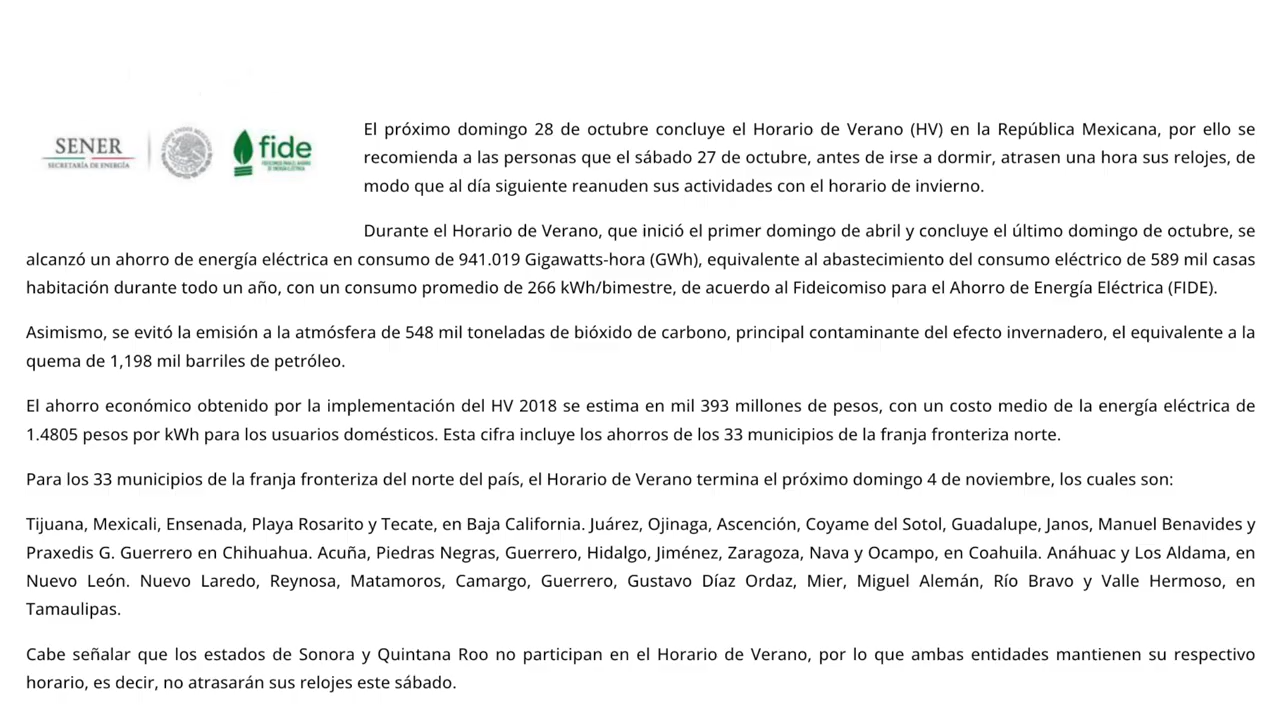 El próximo domingo 28 de octubre concluye el Horario de Verano (HV) en la República Mexicana, por ello se
SENER
SECRETARÍA DE ENERGÍA
fide
recomienda a las personas que el sábado 27 de octubre, antes de irse a dormir, atrasen una hora sus relojes, de
modo que al día siguiente reanuden sus actividades con el horario de invierno.
Durante el Horario de Verano, que inició el primer domingo de abril y concluye el último domingo de octubre, se
alcanzó un ahorro de energía eléctrica en consumo de 941.019 Gigawatts-hora (GWh), equivalente al abastecimiento del consumo eléctrico de 589 mil casas
habitación durante todo un año, con un consumo promedio de 266 kWh/bimestre, de acuerdo al Fideicomiso para el Ahorro de Energía Eléctrica (FIDE).
Asimismo, se evitó la emisión a la atmósfera de 548 mil toneladas de bióxido de carbono, principal contaminante del efecto invernadero, el equivalente a la
quema de 1,198 mil barriles de petróleo.
El ahorro económico obtenido por la implementación del HV 2018 se estima en mil 393 millones de pesos, con un costo medio de la energía eléctrica de
1.4805 pesos por kWh para los usuarios domésticos. Esta cifra incluye los ahorros de los 33 municipios de la franja fronteriza norte.
Para los 33 municipios de la franja fronteriza del norte del país, el Horario de Verano termina el próximo domingo 4 de noviembre, los cuales son:
Tijuana, Mexicali, Ensenada, Playa Rosarito y Tecate, en Baja California. Juárez, Ojinaga, Ascención, Coyame del Sotol, Guadalupe, Janos, Manuel Benavides y
Praxedis G. Guerrero en Chihuahua. Acuña, Piedras Negras, Guerrero, Hidalgo, Jiménez, Zaragoza, Nava y Ocampo, en Coahuila. Anáhuac y Los Aldama, en
Nuevo León. Nuevo Laredo, Reynosa, Matamoros, Camargo, Guerrero, Gustavo Díaz Ordaz, Mier, Miguel Alemán, Río Bravo y Valle Hermoso, en
Tamaulipas.
Cabe señalar que los estados de Sonora y Quintana Roo no participan en el Horario de Verano, por lo que ambas entidades mantienen su respectivo
horario, es decir, no atrasarán sus relojes este sábado.